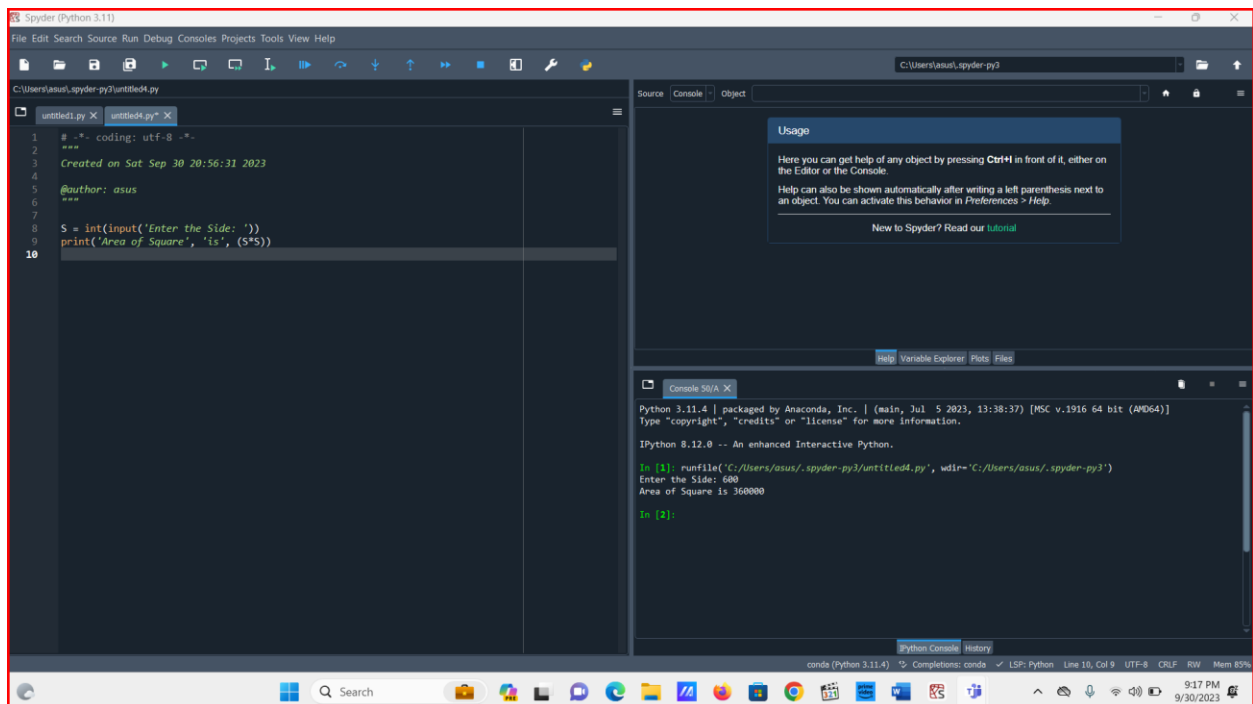 Spyder (Python 3.11)
File Edit Search Source Run Debug Consoles Projects Tools View Help
C:\Users\asus\.spyder-py3
C:\Users\asus\.spyder-py3\untitled4.py
untitled1.py untitled4.py*
1 # -*- coding: utf-8 -*-
2 """
3 Created on Sat Sep 30 20:56:31 2023
4
5 @author: asus
6 """
7
8 S = int(input('Enter the Side: '))
9 print('Area of Square', 'is', (S*S))
10
Source Console Object
Usage
Here you can get help of any object by pressing Ctrl+I in front of it, either on
the Editor or the Console.
Help can also be shown automatically after writing a left parenthesis next to
an object. You can activate this behavior in Preferences > Help.
New to Spyder? Read our tutorial
Help Variable Explorer Plots Files
Console 50/A
Python 3.11.4 | packaged by Anaconda, Inc. | (main, Jul 5 2023, 13:38:37) [MSC v.1916 64 bit (AMD64)]
Type "copyright", "credits" or "license" for more information.
IPython 8.12.0 -- An enhanced Interactive Python.
In [1]: runfile('C:/Users/asus/.spyder-py3/untitled4.py', wdir='C:/Users/asus/.spyder-py3')
Enter the Side: 600
Area of Square is 360000
In [2]:
IPython Console History
conda (Python 3.11.4) Completions: conda LSP: Python Line 10, Col 9 UTF-8 CRLF RW Mem 85%
Search
9:17 PM
9/30/2023